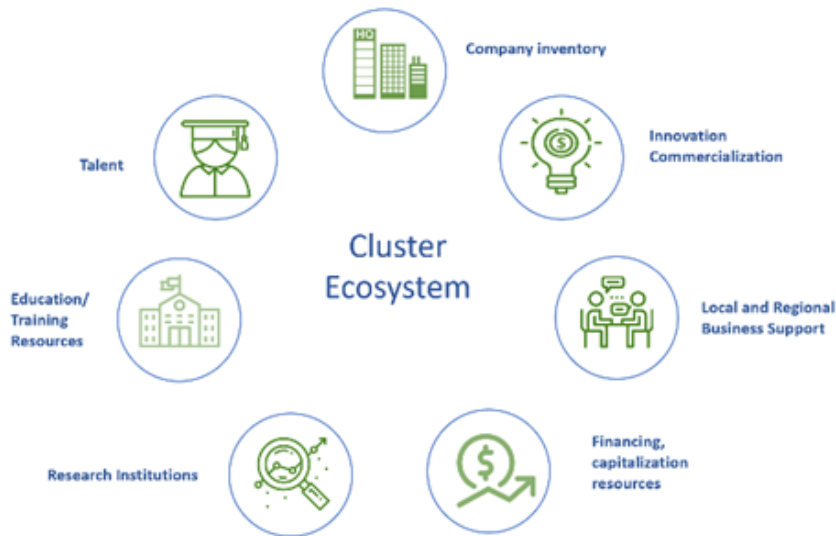 HQ
Company inventory
Innovation
Commercialization
$
Talent
Cluster
Ecosystem
Education/
Training
Resources
Local and Regional
Business Support
Research Institutions
$
Financing,
capitalization
resources